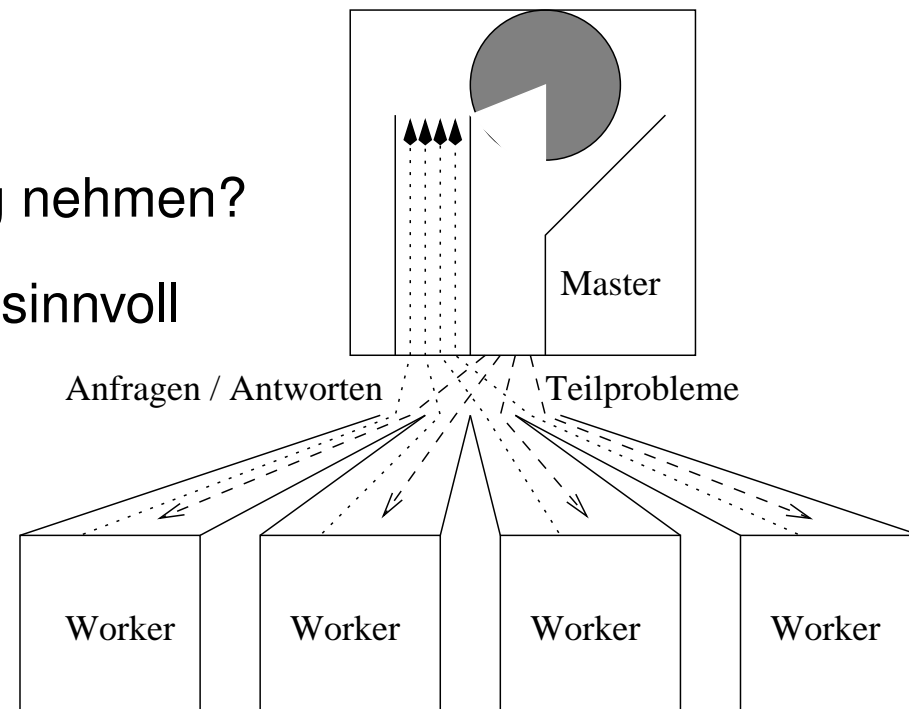 nehmen?
sinnvoll
Master
Anfragen / Antworten
Teilprobleme
Worker
Worker
Worker
Worker